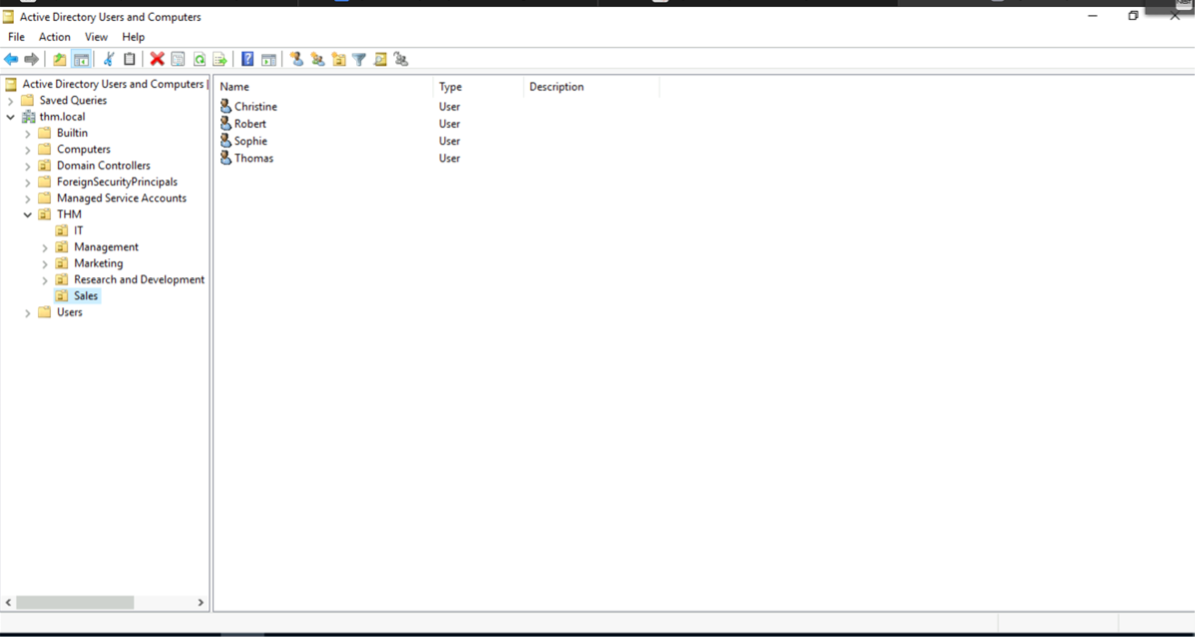 Active Directory Users and Computers
File Action View Help
Active Directory Users and Computers
Name Type Description
Saved Queries
thm.local
Builtin
Computers
Domain Controllers
ForeignSecurityPrincipals
Managed Service Accounts
THM
IT
Management
Marketing
Research and Development
Sales
Users
Christine User
Robert User
Sophie User
Thomas User